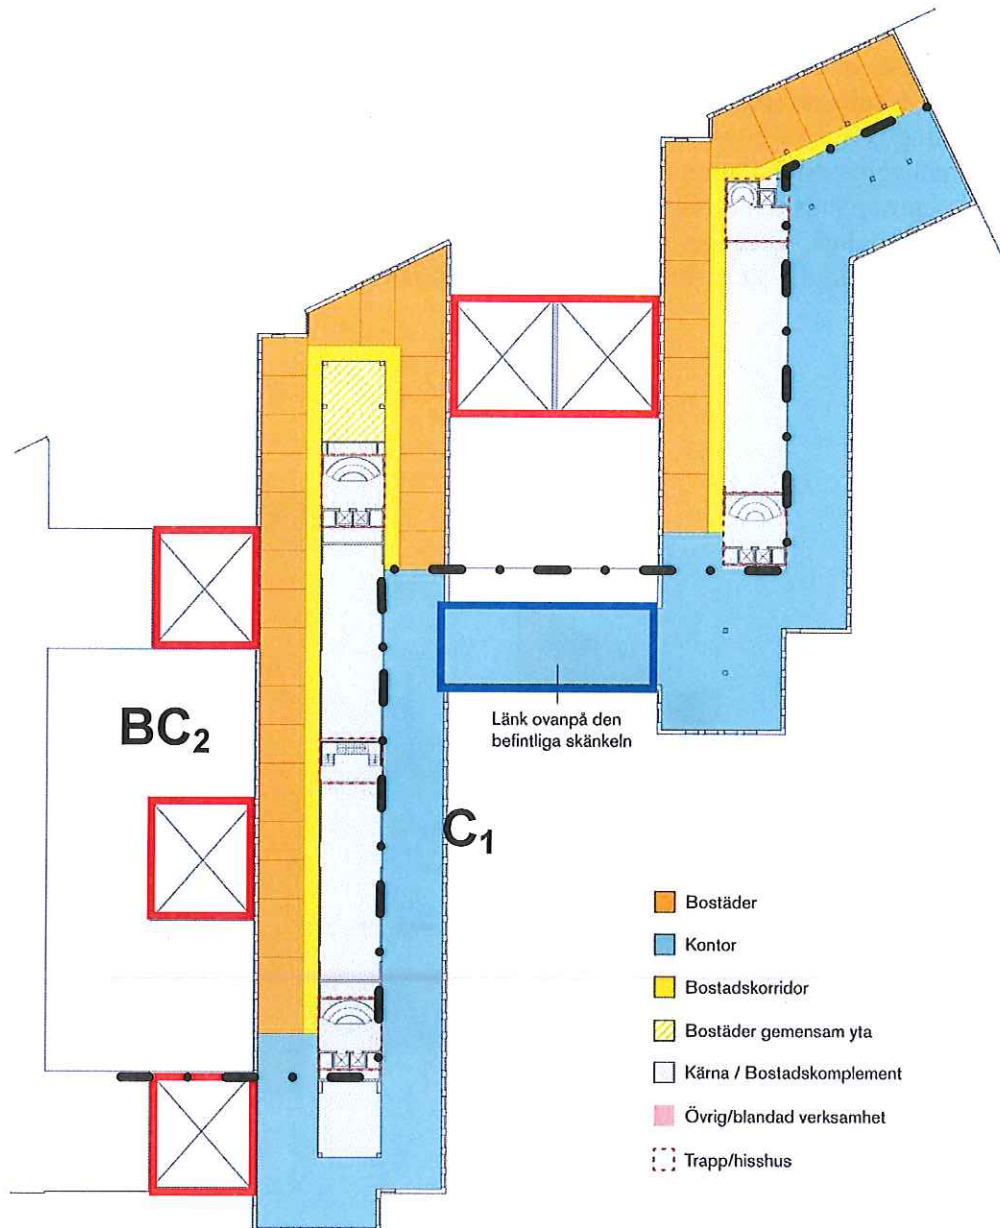 BC₂
Länk ovanpå den
befintliga skänkeln
C₁
Bostäder
Kontor
Bostadskorridor
Bostäder gemensam yta
Kärna / Bostadskomplement
Övrig/blandad verksamhet
Trapp/hisshus